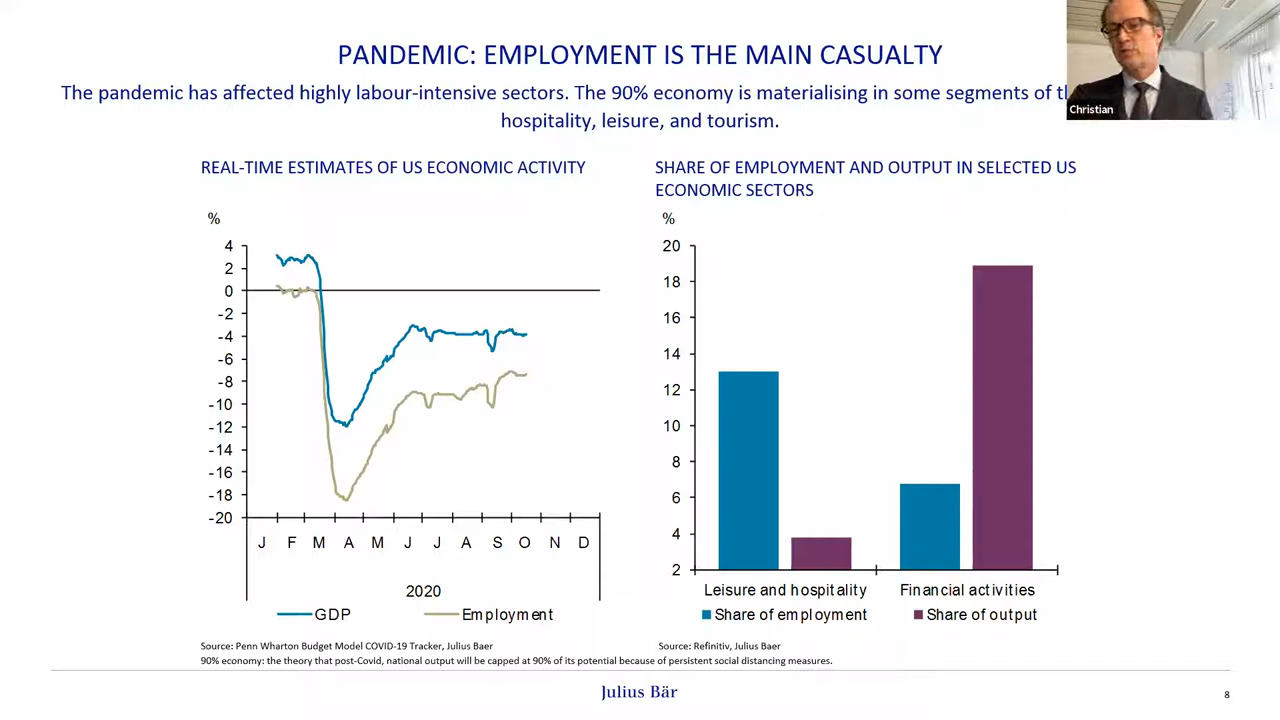 PANDEMIC: EMPLOYMENT IS THE MAIN CASUALTY
The pandemic has affected highly labour-intensive sectors. The 90% economy is materialising in some segments of
hospitality, leisure, and tourism.
Christian
REAL-TIME ESTIMATES OF US ECONOMIC ACTIVITY
%
4
2
0
-2
-4
-6
-8
-10
-12
-14
-16
-18
-20
J F M A M J J A S O N D
2020
GDP Employment
SHARE OF EMPLOYMENT AND OUTPUT IN SELECTED US
ECONOMIC SECTORS
%
20
18
16
14
12
10
8
6
4
2
Leisure and hospitality Financial activities
Share of employment Share of output
Source: Penn Wharton Budget Model COVID-19 Tracker, Julius Baer
Source: Refinitiv, Julius Baer
90% economy: the theory that post-Covid, national output will be capped at 90% of its potential because of persistent social distancing measures.
Julius Bär
8